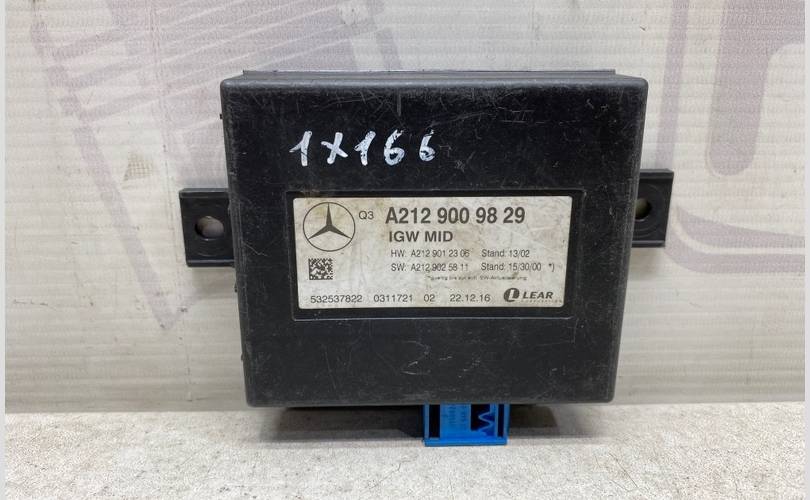 1x166
Q3 A212 900 98 29
IGW MID
HW: A212 901 23 06 Stand: 13/02
SW: A212 902 58 11 Stand: 15/30/00 *)
532537822 0311721 02 22.12.16 LEAR